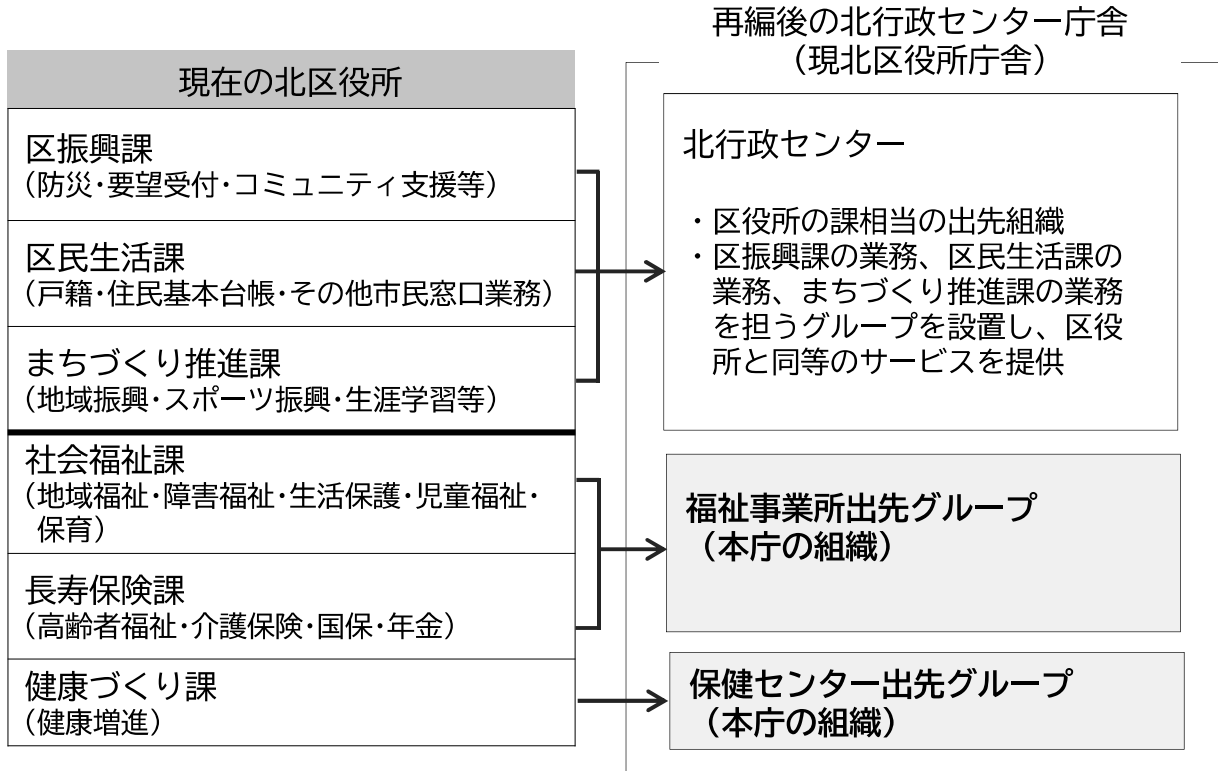 再編後の北行政センター庁舎
（現北区役所庁舎）
現在の北区役所
区振興課
（防災・要望受付・コミュニティ支援等）
区民生活課
（戸籍・住民基本台帳・その他市民窓口業務）
まちづくり推進課
（地域振興・スポーツ振興・生涯学習等）
社会福祉課
（地域福祉・障害福祉・生活保護・児童福祉・
保育）
長寿保険課
（高齢者福祉・介護保険・国保・年金）
健康づくり課
（健康増進）
北行政センター
・区役所の課相当の出先組織
・区振興課の業務、区民生活課の
業務、まちづくり推進課の業務
を担うグループを設置し、区役
所と同等のサービスを提供
福祉事業所出先グループ
（本庁の組織）
保健センター出先グループ
（本庁の組織）